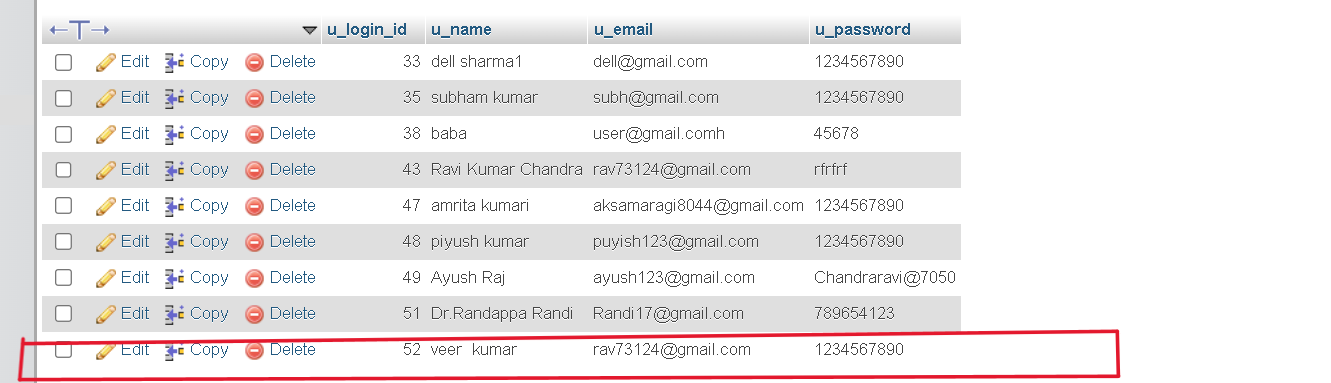 u_login_id u_name u_email u_password
Edit Copy Delete 33 dell sharma1 dell@gmail.com 1234567890
Edit Copy Delete 35 subham kumar subh@gmail.com 1234567890
Edit Copy Delete 38 baba user@gmail.comh 45678
Edit Copy Delete 43 Ravi Kumar Chandra rav73124@gmail.com rfrfrf
Edit Copy Delete 47 amrita kumari aksamaragi8044@gmail.com 1234567890
Edit Copy Delete 48 piyush kumar puyish123@gmail.com 1234567890
Edit Copy Delete 49 Ayush Raj ayush123@gmail.com Chandraravi@7050
Edit Copy Delete 51 Dr.Randappa Randi Randi17@gmail.com 789654123
Edit Copy Delete 52 veer kumar rav73124@gmail.com 1234567890